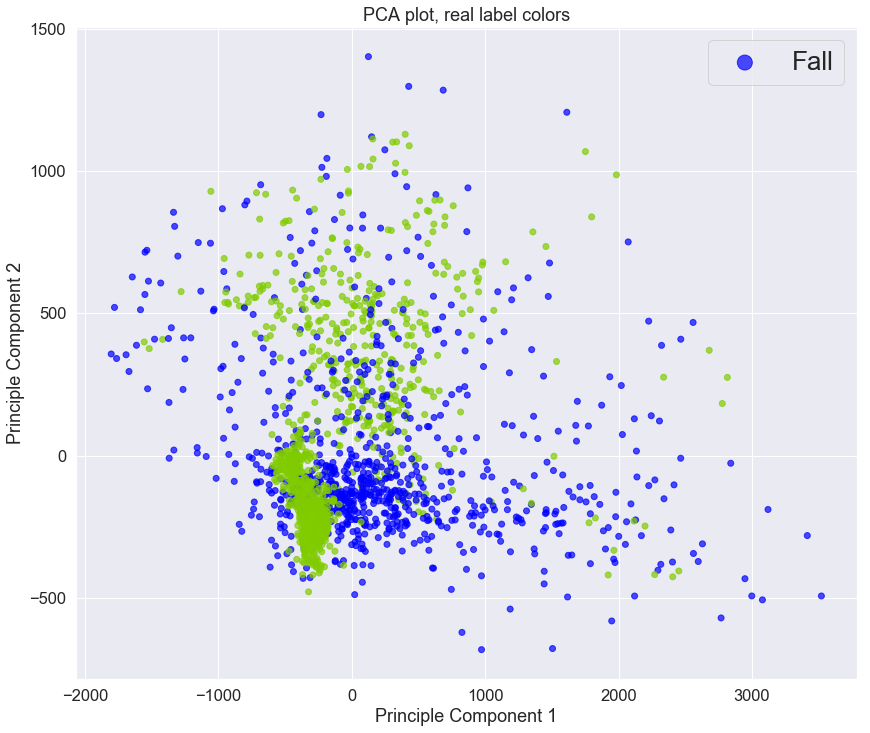 PCA plot, real label colors
Fall
1500
1000
500
0
−500
Principle Component 2
−2000 −1000 0 1000 2000 3000
Principle Component 1